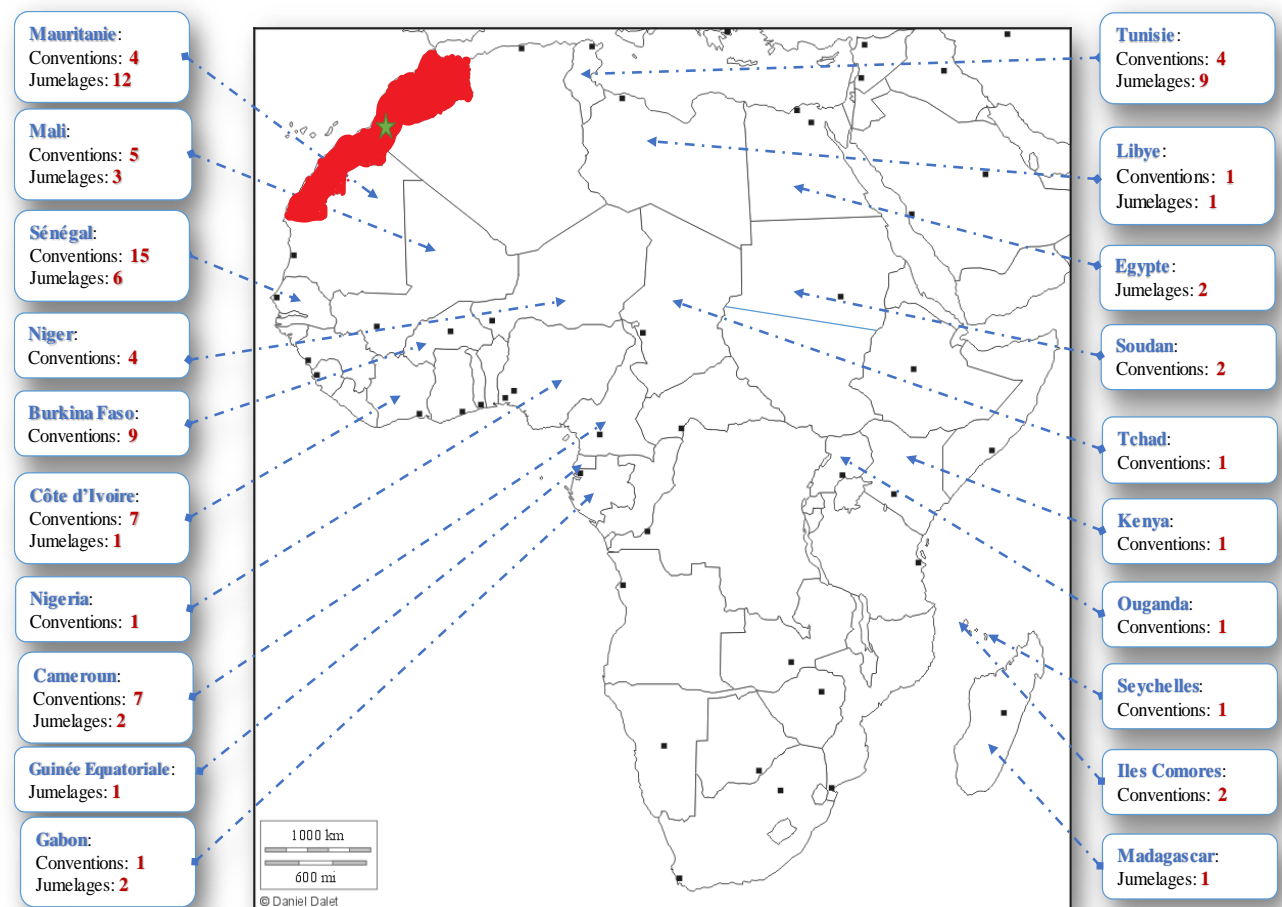 Mauritanie:
Conventions: 4
Jumelages: 12
Mali:
Conventions: 5
Jumelages: 3
Sénégal:
Conventions: 15
Jumelages: 6
Niger:
Conventions: 4
Burkina Faso:
Conventions: 9
Côte d'Ivoire:
Conventions: 7
Jumelages: 1
Nigeria:
Conventions: 1
Cameroun:
Conventions: 7
Jumelages: 2
Guinée Equatoriale:
Jumelages: 1
Gabon:
Conventions: 1
Jumelages: 2
1000 km
600 mi
© Daniel Dalet
Tunisie:
Conventions: 4
Jumelages: 9
Libye:
Conventions: 1
Jumelages: 1
Egypte:
Jumelages: 2
Soudan:
Conventions: 2
Tchad:
Conventions: 1
Kenya:
Conventions: 1
Ouganda:
Conventions: 1
Seychelles:
Conventions: 1
Iles Comores:
Conventions: 2
Madagascar:
Jumelages: 1